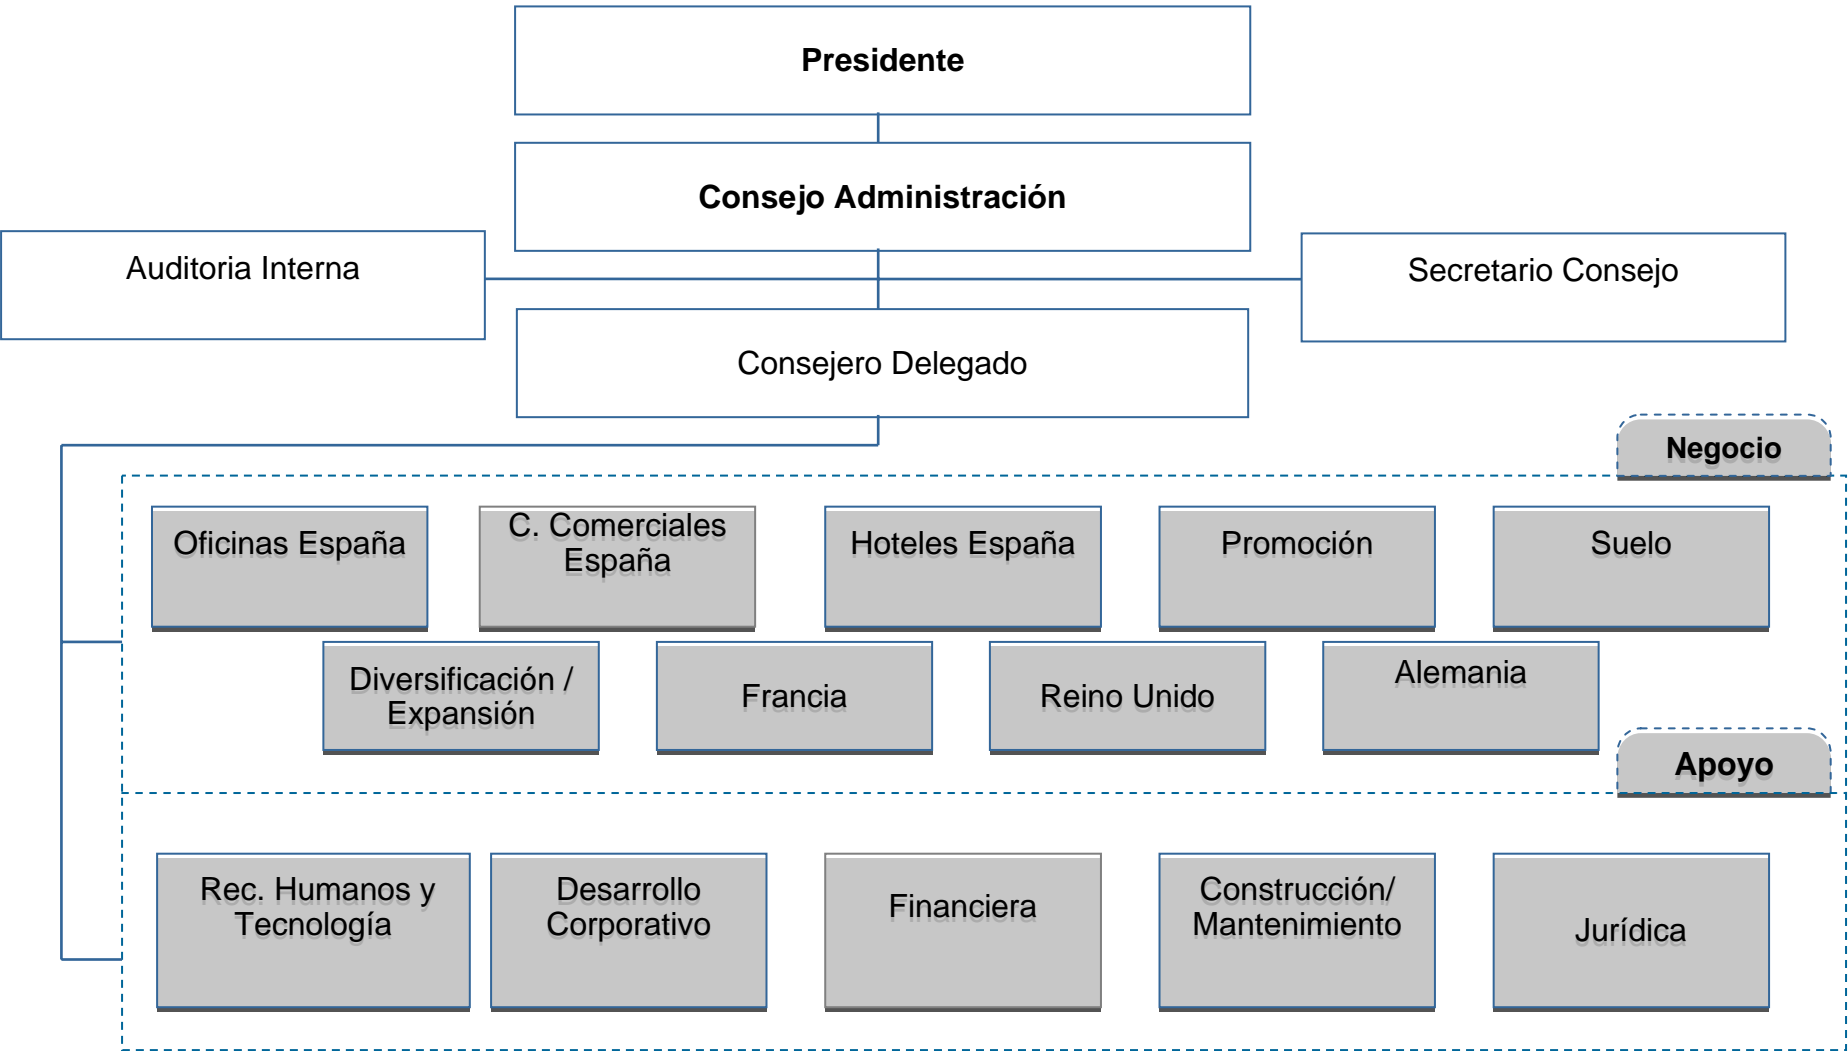 Presidente
Consejo Administración
Auditoria Interna
Secretario Consejo
Consejero Delegado
Negocio
Oficinas España
C. Comerciales
España
Hoteles España
Promoción
Suelo
Diversificación /
Expansión
Francia
Reino Unido
Alemania
Apoyo
Rec. Humanos y
Tecnología
Desarrollo
Corporativo
Financiera
Construcción/
Mantenimiento
Jurídica